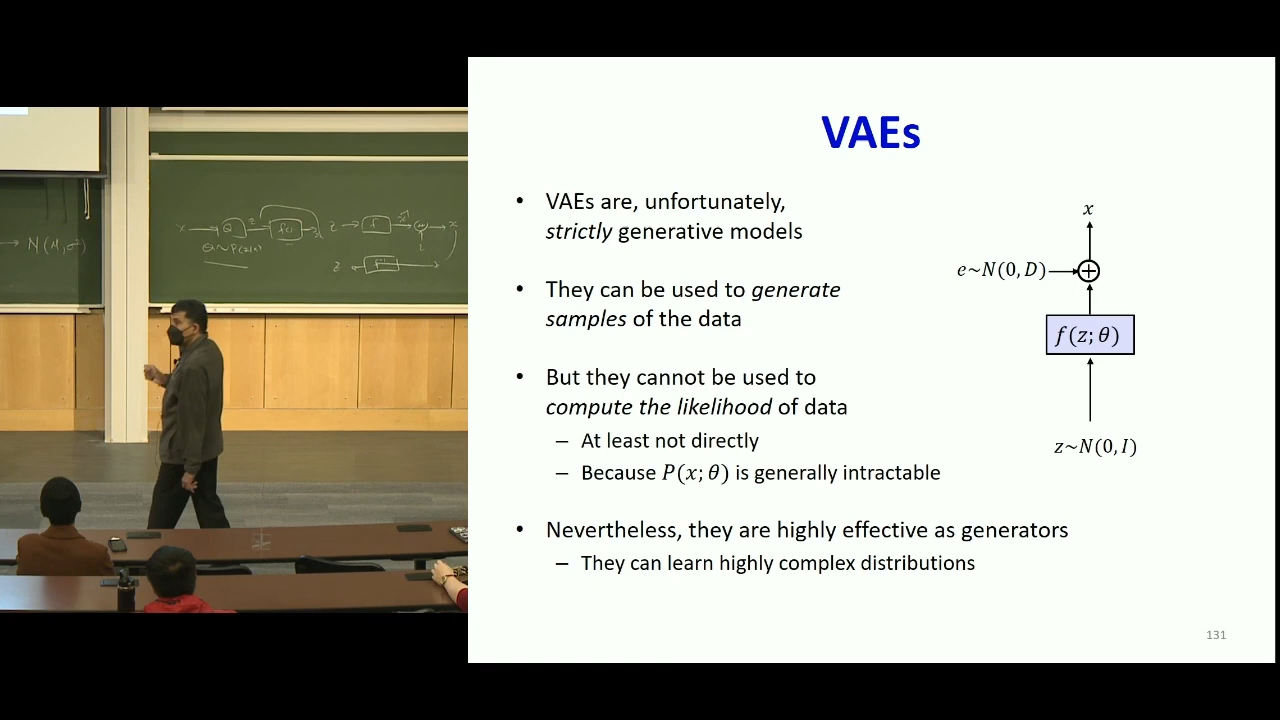 → N(μ, σ²)
VAEs
• VAEs are, unfortunately,
strictly generative models
• They can be used to generate
samples of the data
• But they cannot be used to
compute the likelihood of data
– At least not directly
– Because P(x; θ) is generally intractable
• Nevertheless, they are highly effective as generators
– They can learn highly complex distributions
x
e~N(0, D)
+
f(z; θ)
z~N(0, I)
131